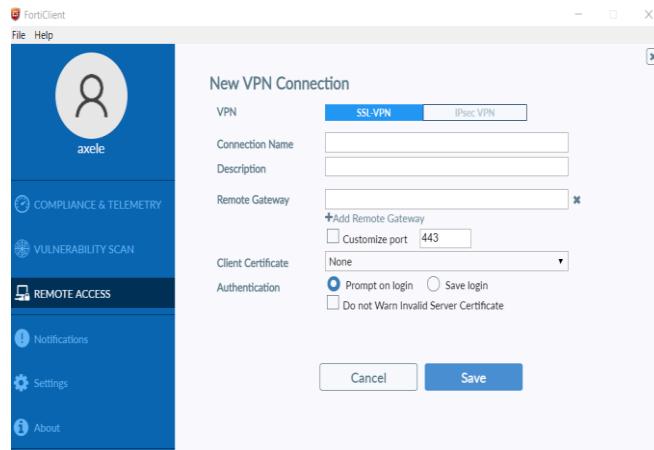 FortiClient
File Help
axele
COMPLIANCE & TELEMETRY
VULNERABILITY SCAN
REMOTE ACCESS
Notifications
Settings
About
New VPN Connection
VPN SSL-VPN IPsec VPN
Connection Name
Description
Remote Gateway
+Add Remote Gateway
Customize port 443
Client Certificate None
Authentication Prompt on login Save login
Do not Warn Invalid Server Certificate
Cancel Save